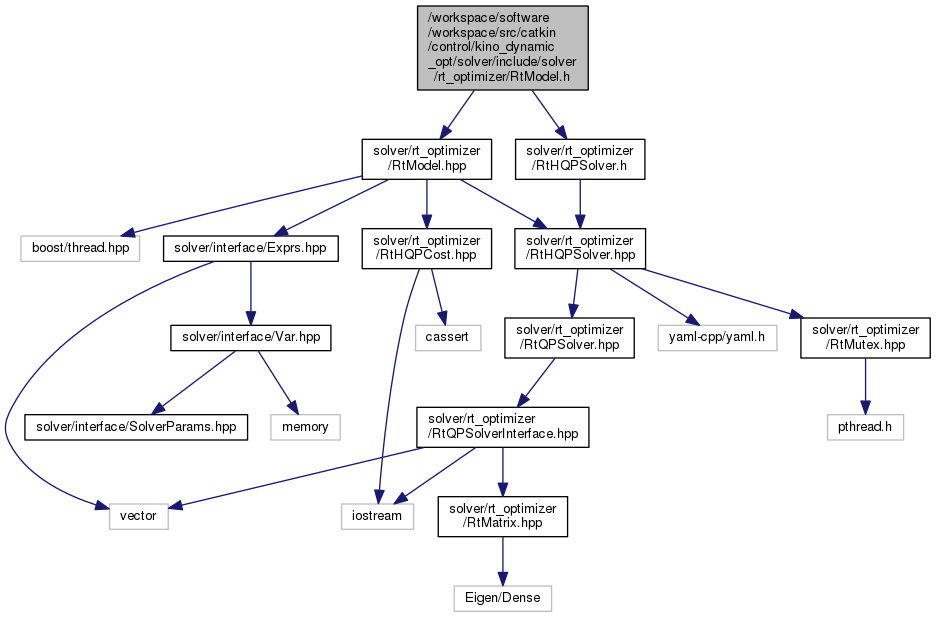 /workspace/software
/workspace/src/catkin
/control/kino_dynamic
_opt/solver/include/solver
/rt_optimizer/RtModel.h
solver/rt_optimizer
/RtModel.hpp
solver/rt_optimizer
/RtHQPSolver.h
boost/thread.hpp
solver/interface/Exprs.hpp
solver/rt_optimizer
/RtHQPCost.hpp
solver/rt_optimizer
/RtHQPSolver.hpp
solver/interface/Var.hpp
cassert
solver/rt_optimizer
/RtQPSolver.hpp
yaml-cpp/yaml.h
solver/rt_optimizer
/RtMutex.hpp
solver/interface/SolverParams.hpp
memory
solver/rt_optimizer
/RtQPSolverInterface.hpp
pthread.h
vector
iostream
solver/rt_optimizer
/RtMatrix.hpp
Eigen/Dense